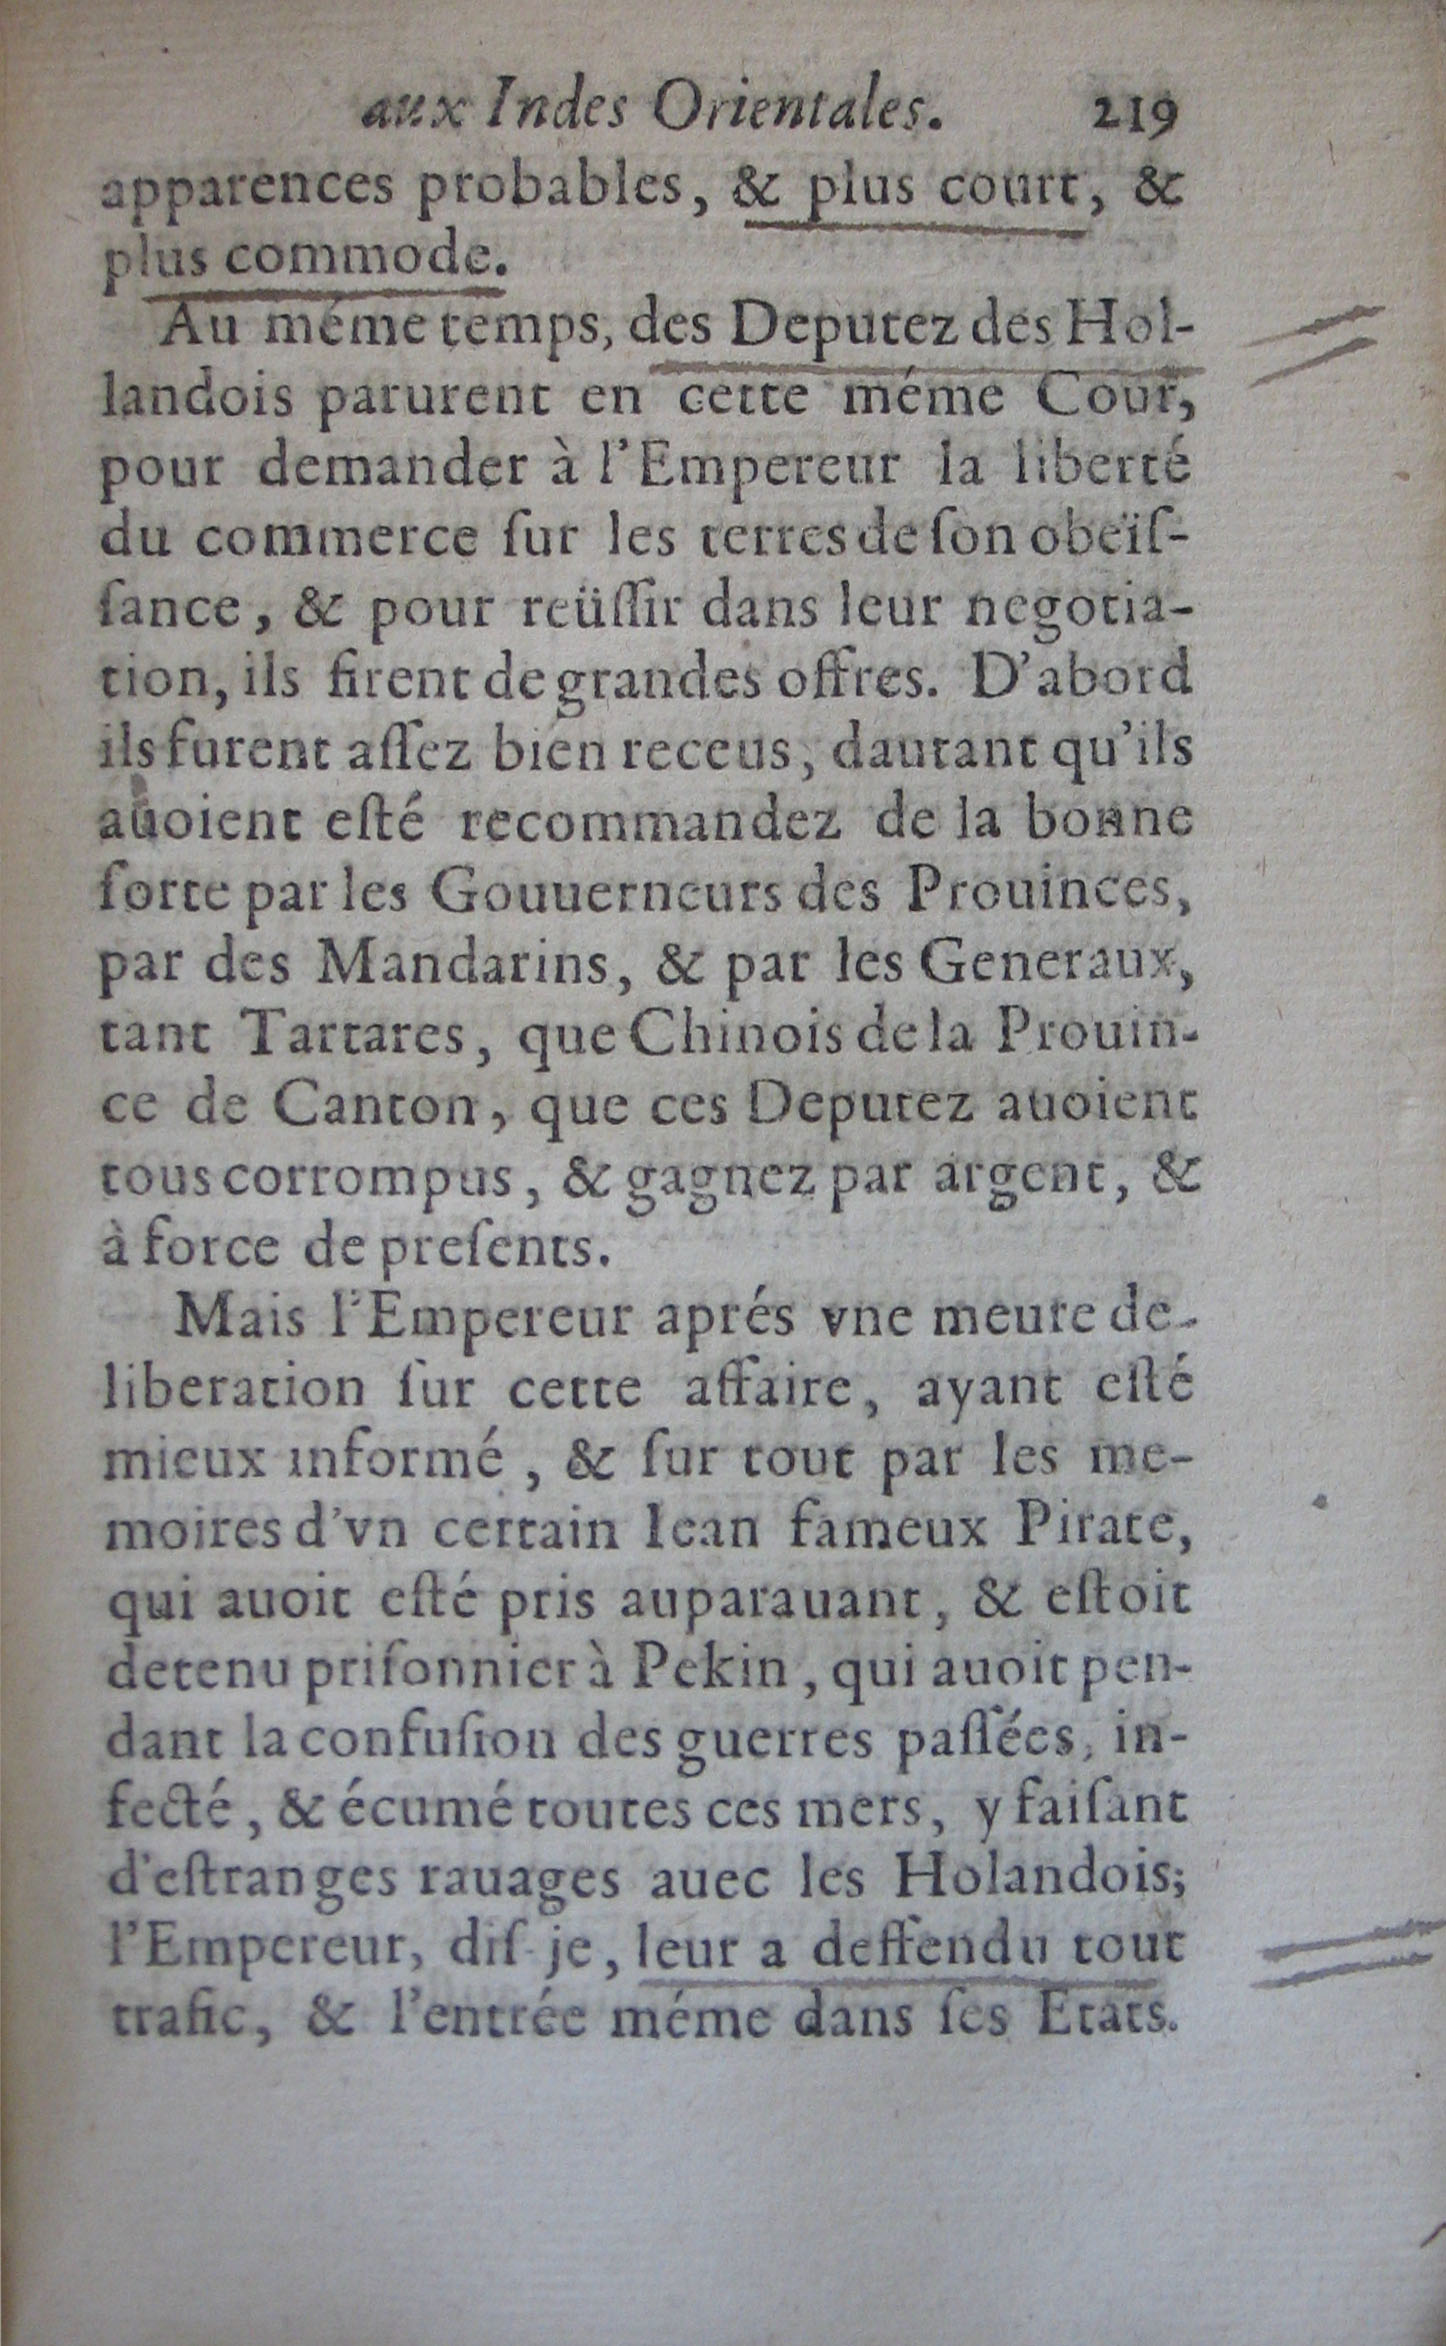 aux Indes Orientales. 219
apparences probables, & plus court, &
plus commode.
Au méme temps, des Deputez des Hol-
landois parurent en cette méme Cour,
pour demander à l'Empereur la liberté
du commerce ſur les terres de ſon obeïſ-
ſance, & pour reüſſir dans leur negotia-
tion, ils firent de grandes offres. D'abord
ils furent aſſez bien receus, dautant qu'ils
auoient eſté recommandez de la bonne
ſorte par les Gouuerneurs des Prouinces,
par des Mandarins, & par les Generaux,
tant Tartares, que Chinois de la Prouin-
ce de Canton, que ces Deputez auoient
tous corrompus, & gagnez par argent, &
à force de preſents.
Mais l'Empereur aprés vne meure de-
liberation ſur cette affaire, ayant eſté
mieux informé, & ſur tout par les me-
moires d'vn certain Iean fameux Pirate,
qui auoit eſté pris auparauant, & eſtoit
detenu priſonnier à Pekin, qui auoit pen-
dant la confuſion des guerres paſſées, in-
fecté, & écumé toutes ces mers, y faiſant
d'eſtranges rauages auec les Holandois;
l'Empereur, diſ-je, leur a deffendu tout
trafic, & l'entrée méme dans ſes Etats.